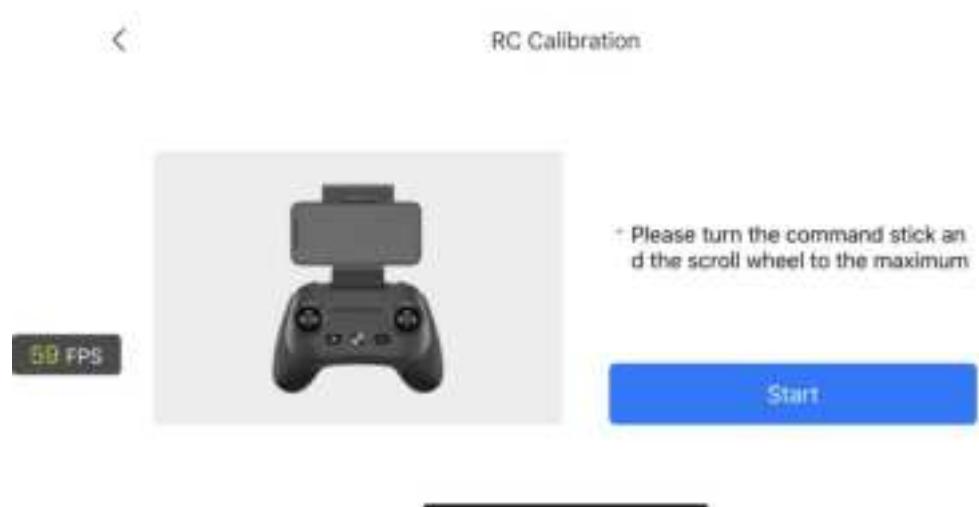 RC Calibration
Please turn the command stick an
d the scroll wheel to the maximum
59 FPS
Start